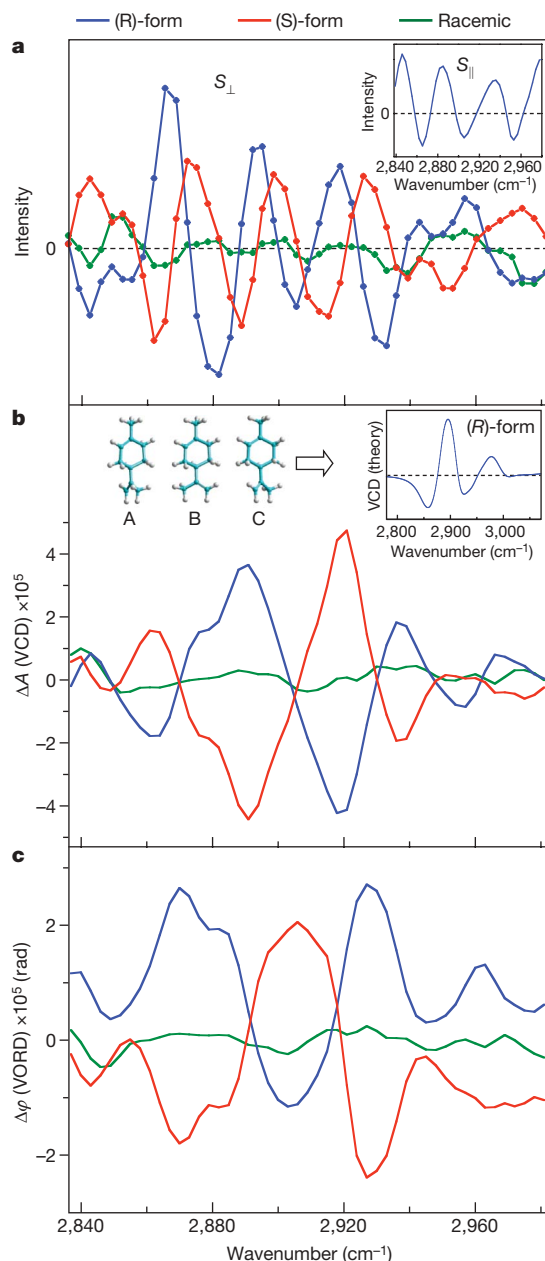 (R)-form (S)-form Racemic
a
S⊥
Intensity
0
S∥
Intensity
0
2,840 2,880 2,920 2,960
Wavenumber (cm⁻¹)
b
A B C
(R)-form
VCD (theory)
2,800 2,900 3,000
Wavenumber (cm⁻¹)
ΔA (VCD) ×10⁵
4
2
0
−2
−4
c
Δφ (VORD) ×10⁵ (rad)
2
0
−2
2,840 2,880 2,920 2,960
Wavenumber (cm⁻¹)